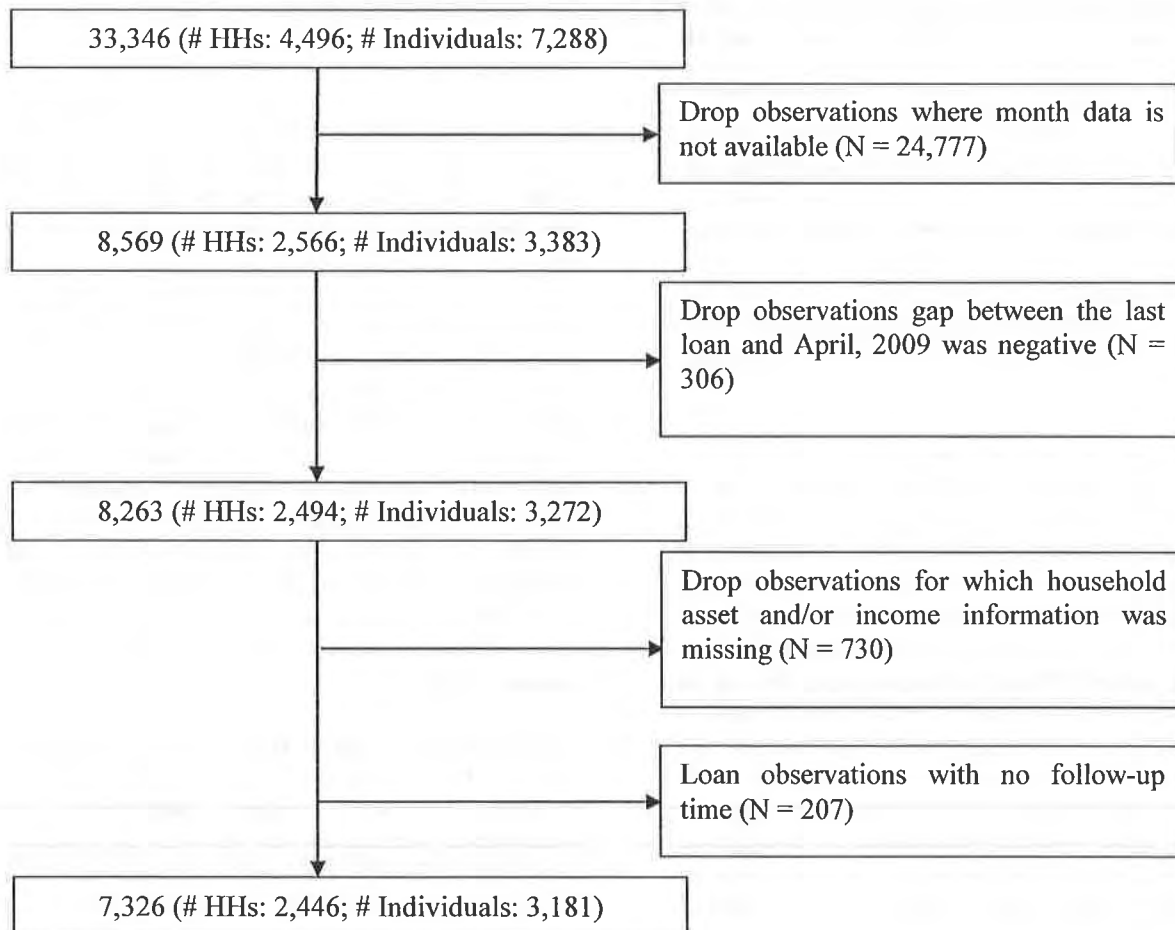 33,346 (# HHs: 4,496; # Individuals: 7,288)
Drop observations where month data is
not available (N = 24,777)
8,569 (# HHs: 2,566; # Individuals: 3,383)
Drop observations gap between the last
loan and April, 2009 was negative (N =
306)
8,263 (# HHs: 2,494; # Individuals: 3,272)
Drop observations for which household
asset and/or income information was
missing (N = 730)
Loan observations with no follow-up
time (N = 207)
7,326 (# HHs: 2,446; # Individuals: 3,181)